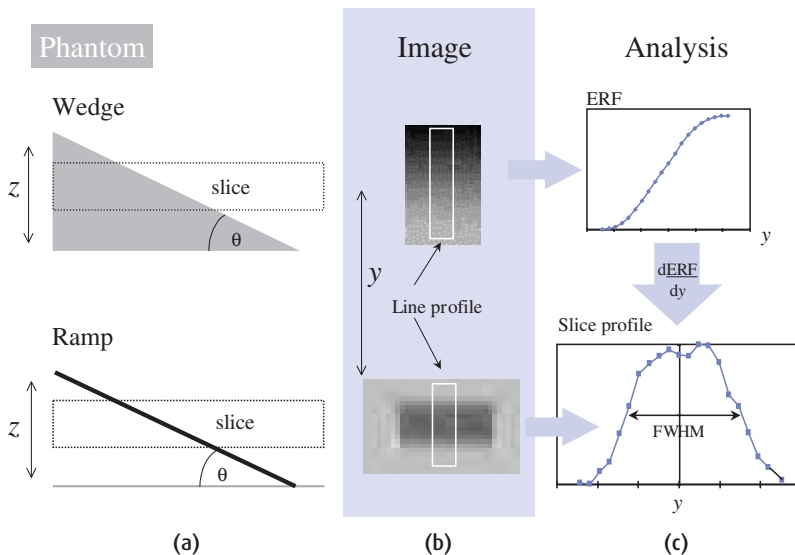 Phantom
Image
Analysis
Wedge
z
slice
θ
y
Line profile
ERF
y
dERF
dy
Slice profile
FWHM
y
Ramp
z
slice
θ
(a)
(b)
(c)